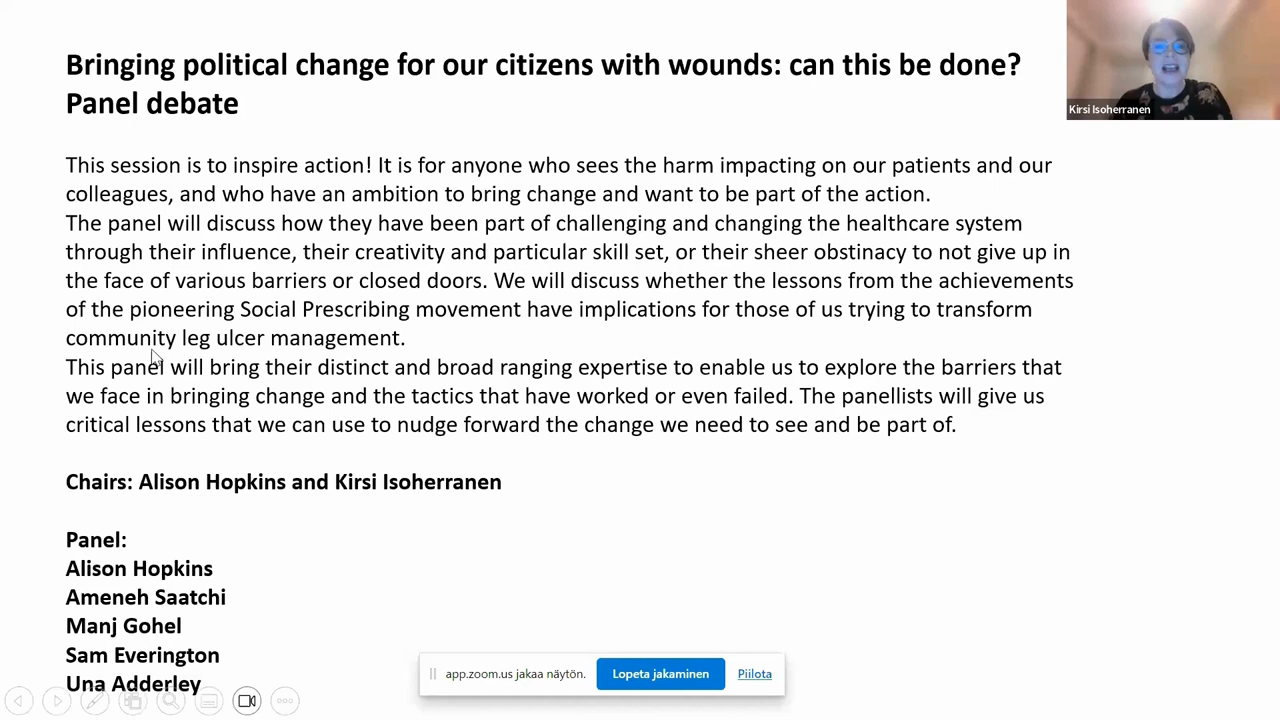 Bringing political change for our citizens with wounds: can this be done?
Panel debate
Kirsi Isoherranen
This session is to inspire action! It is for anyone who sees the harm impacting on our patients and our
colleagues, and who have an ambition to bring change and want to be part of the action.
The panel will discuss how they have been part of challenging and changing the healthcare system
through their influence, their creativity and particular skill set, or their sheer obstinacy to not give up in
the face of various barriers or closed doors. We will discuss whether the lessons from the achievements
of the pioneering Social Prescribing movement have implications for those of us trying to transform
community leg ulcer management.
This panel will bring their distinct and broad ranging expertise to enable us to explore the barriers that
we face in bringing change and the tactics that have worked or even failed. The panellists will give us
critical lessons that we can use to nudge forward the change we need to see and be part of.
Chairs: Alison Hopkins and Kirsi Isoherranen
Panel:
Alison Hopkins
Ameneh Saatchi
Manj Gohel
Sam Everington
Una Adderley
app.zoom.us jakaa näytön. Lopeta jakaminen Piilota